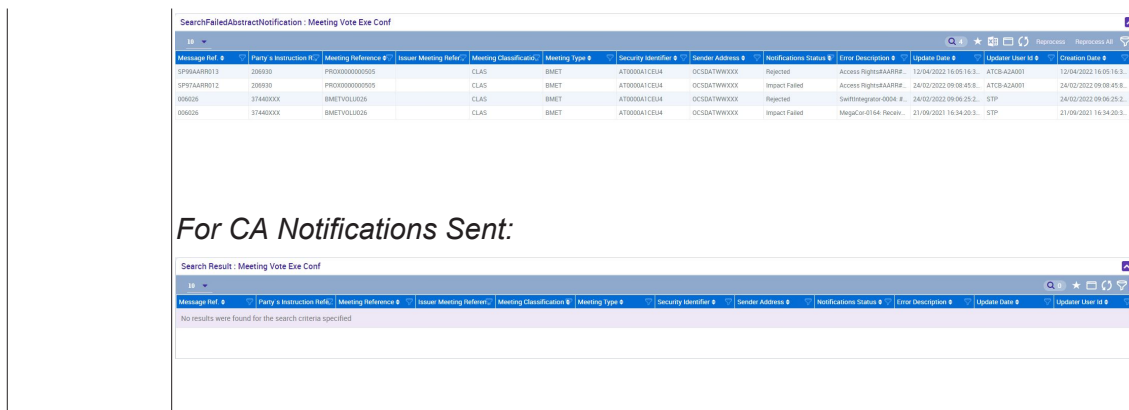 SearchFailedAbstractNotification : Meeting Vote Exe Conf
10
4 Reprocess Reprocess All
Message Ref. Party`s Instruction R Meeting Reference Issuer Meeting Refer Meeting Classificatio Meeting Type Security Identifier Sender Address Notifications Status Error Description Update Date Updater User Id Creation Date
SP99AARR013 206930 PROX0000000505 CLAS BMET AT0000A1CEU4 OCSDATWWXXX Rejected Access Rights#AARR#... 12/04/2022 16:05:16:3... ATCB-A2A001 12/04/2022 16:05:16:3...
SP97AARR012 206930 PROX0000000505 CLAS BMET AT0000A1CEU4 OCSDATWWXXX Impact Failed Access Rights#AARR#... 24/02/2022 09:08:45:8... ATCB-A2A001 24/02/2022 09:08:45:8...
006026 37440XXX BMETVOLU026 CLAS BMET AT0000A1CEU4 OCSDATWWXXX Rejected SwiftIntegrator-0004: #... 24/02/2022 09:06:25:2... STP 24/02/2022 09:06:25:2...
006026 37440XXX BMETVOLU026 CLAS BMET AT0000A1CEU4 OCSDATWWXXX Impact Failed MegaCor-0164: Receiv... 21/09/2021 16:34:20:3... STP 21/09/2021 16:34:20:3...
For CA Notifications Sent:
Search Result : Meeting Vote Exe Conf
10
0
Message Ref. Party`s Instruction Refe Meeting Reference Issuer Meeting Referen Meeting Classification Meeting Type Security Identifier Sender Address Notifications Status Error Description Update Date Updater User Id
No results were found for the search criteria specified